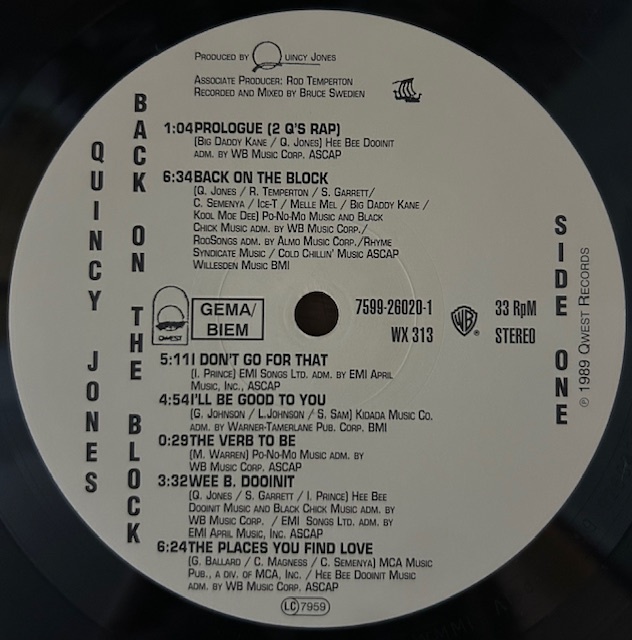 PRODUCED BY QUINCY JONES
ASSOCIATE PRODUCER: ROD TEMPERTON
RECORDED AND MIXED BY BRUCE SWEDIEN
QUINCY JONES
BACK ON THE BLOCK
1:04 PROLOGUE (2 Q'S RAP)
(BIG DADDY KANE / Q. JONES) HEE BEE DOOINIT
ADM. BY WB MUSIC CORP. ASCAP
6:34 BACK ON THE BLOCK
(Q. JONES / R. TEMPERTON / S. GARRETT/
C. SEMENYA / ICE-T / MELLE MEL / BIG DADDY KANE /
KOOL MOE DEE) PO-NO-MO MUSIC AND BLACK
CHICK MUSIC ADM. BY WB MUSIC CORP./
ROOSONGS ADM. BY ALMO MUSIC CORP./RHYME
SYNDICATE MUSIC / COLD CHILLIN' MUSIC ASCAP
WILLESDEN MUSIC BMI
QWEST
GEMA/
BIEM
7599-26020-1
WX 313
WB
33 RPM
STEREO
SIDE ONE
℗ 1989 QWEST RECORDS
5:11 I DON'T GO FOR THAT
(I. PRINCE) EMI SONGS LTD. ADM. BY EMI APRIL
MUSIC, INC., ASCAP
4:54 I'LL BE GOOD TO YOU
(G. JOHNSON / L.JOHNSON / S. SAM) KIDADA MUSIC CO.
ADM. BY WARNER-TAMERLANE PUB. CORP. BMI
0:29 THE VERB TO BE
(M. WARREN) PO-NO-MO MUSIC ADM. BY
WB MUSIC CORP. ASCAP
3:32 WEE B. DOOINIT
(Q. JONES / S. GARRETT / I. PRINCE) HEE BEE
DOOINIT MUSIC AND BLACK CHICK MUSIC ADM. BY
WB MUSIC CORP. / EMI SONGS LTD. ADM. BY
EMI APRIL MUSIC, INC. ASCAP
6:24 THE PLACES YOU FIND LOVE
(G. BALLARD / C. MAGNESS / C. SEMENYA) MCA MUSIC
PUB., A DIV. OF MCA, INC. / HEE BEE DOOINIT MUSIC
ADM. BY WB MUSIC CORP. ASCAP
LC 7959